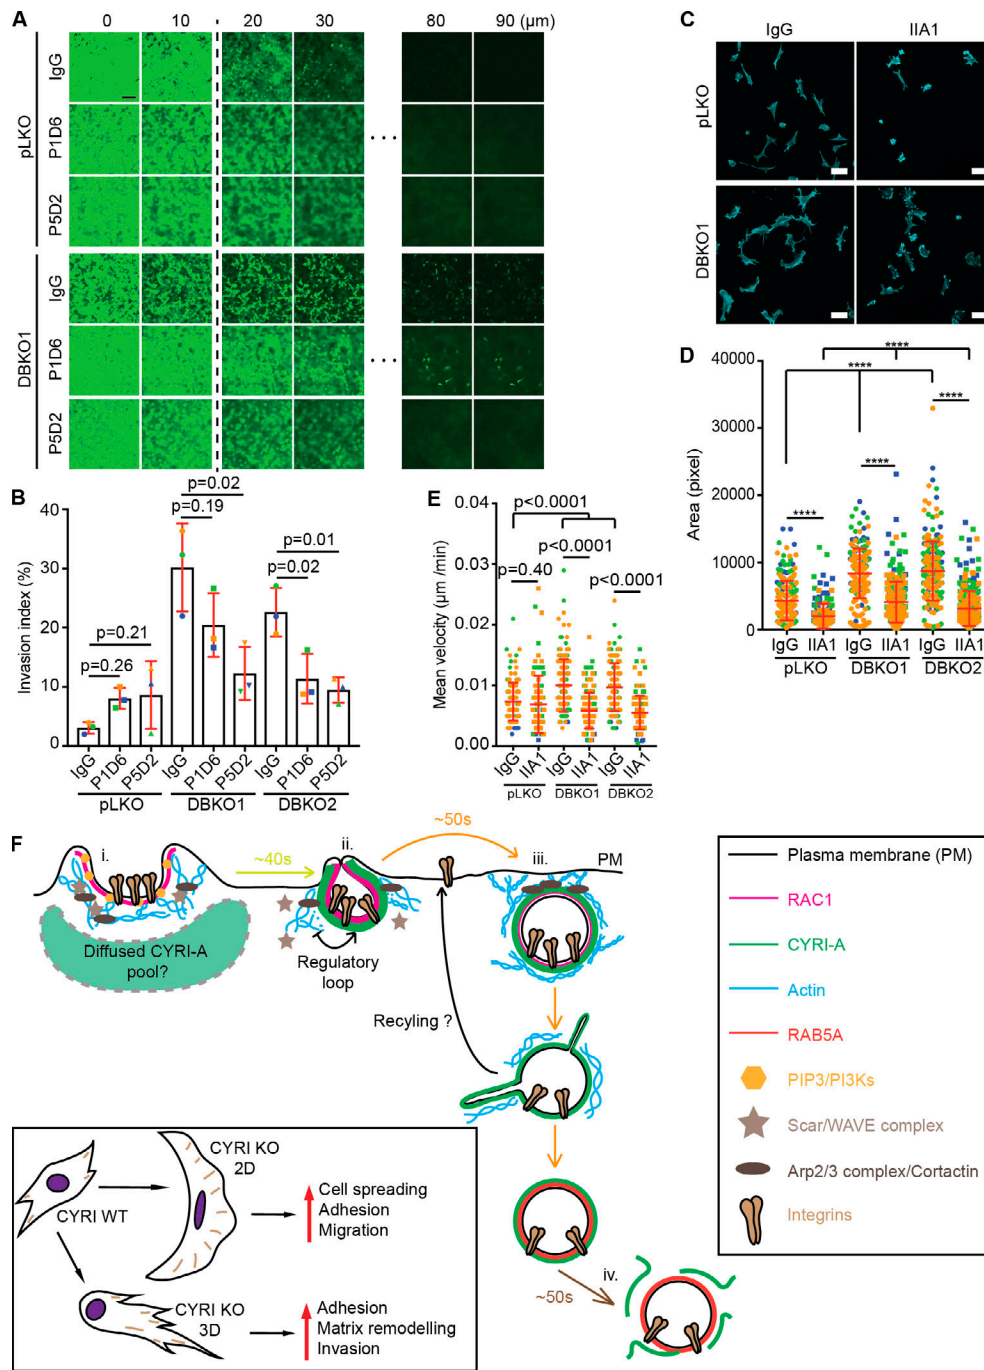 A
0 10 20 30 80 90 (µm)
pLKO
IgG
P1D6
P5D2
DBKO1
IgG
P1D6
P5D2
B
Invasion index (%)
40
30
20
10
0
p=0.02
p=0.19
p=0.01
p=0.02
p=0.21
p=0.26
IgG P1D6 P5D2 IgG P1D6 P5D2 IgG P1D6 P5D2
pLKO DBKO1 DBKO2
C
IgG IIA1
pLKO
DBKO1
D
Area (pixel)
40000
30000
20000
10000
0
****
****
****
****
****
IgG IIA1 IgG IIA1 IgG IIA1
pLKO DBKO1 DBKO2
E
Mean velocity (µm /min)
0.04
0.03
0.02
0.01
0.00
p<0.0001
p<0.0001
p=0.40
p<0.0001
IgG IIA1 IgG IIA1 IgG IIA1
pLKO DBKO1 DBKO2
F
i.
~40s
ii.
~50s
iii.
PM
Diffused CYRI-A
pool?
Regulatory
loop
Recyling ?
iv.
~50s
CYRI WT
CYRI KO
2D
Cell spreading
Adhesion
Migration
CYRI KO
3D
Adhesion
Matrix remodelling
Invasion
Plasma membrane (PM)
RAC1
CYRI-A
Actin
RAB5A
PIP3/PI3Ks
Scar/WAVE complex
Arp2/3 complex/Cortactin
Integrins